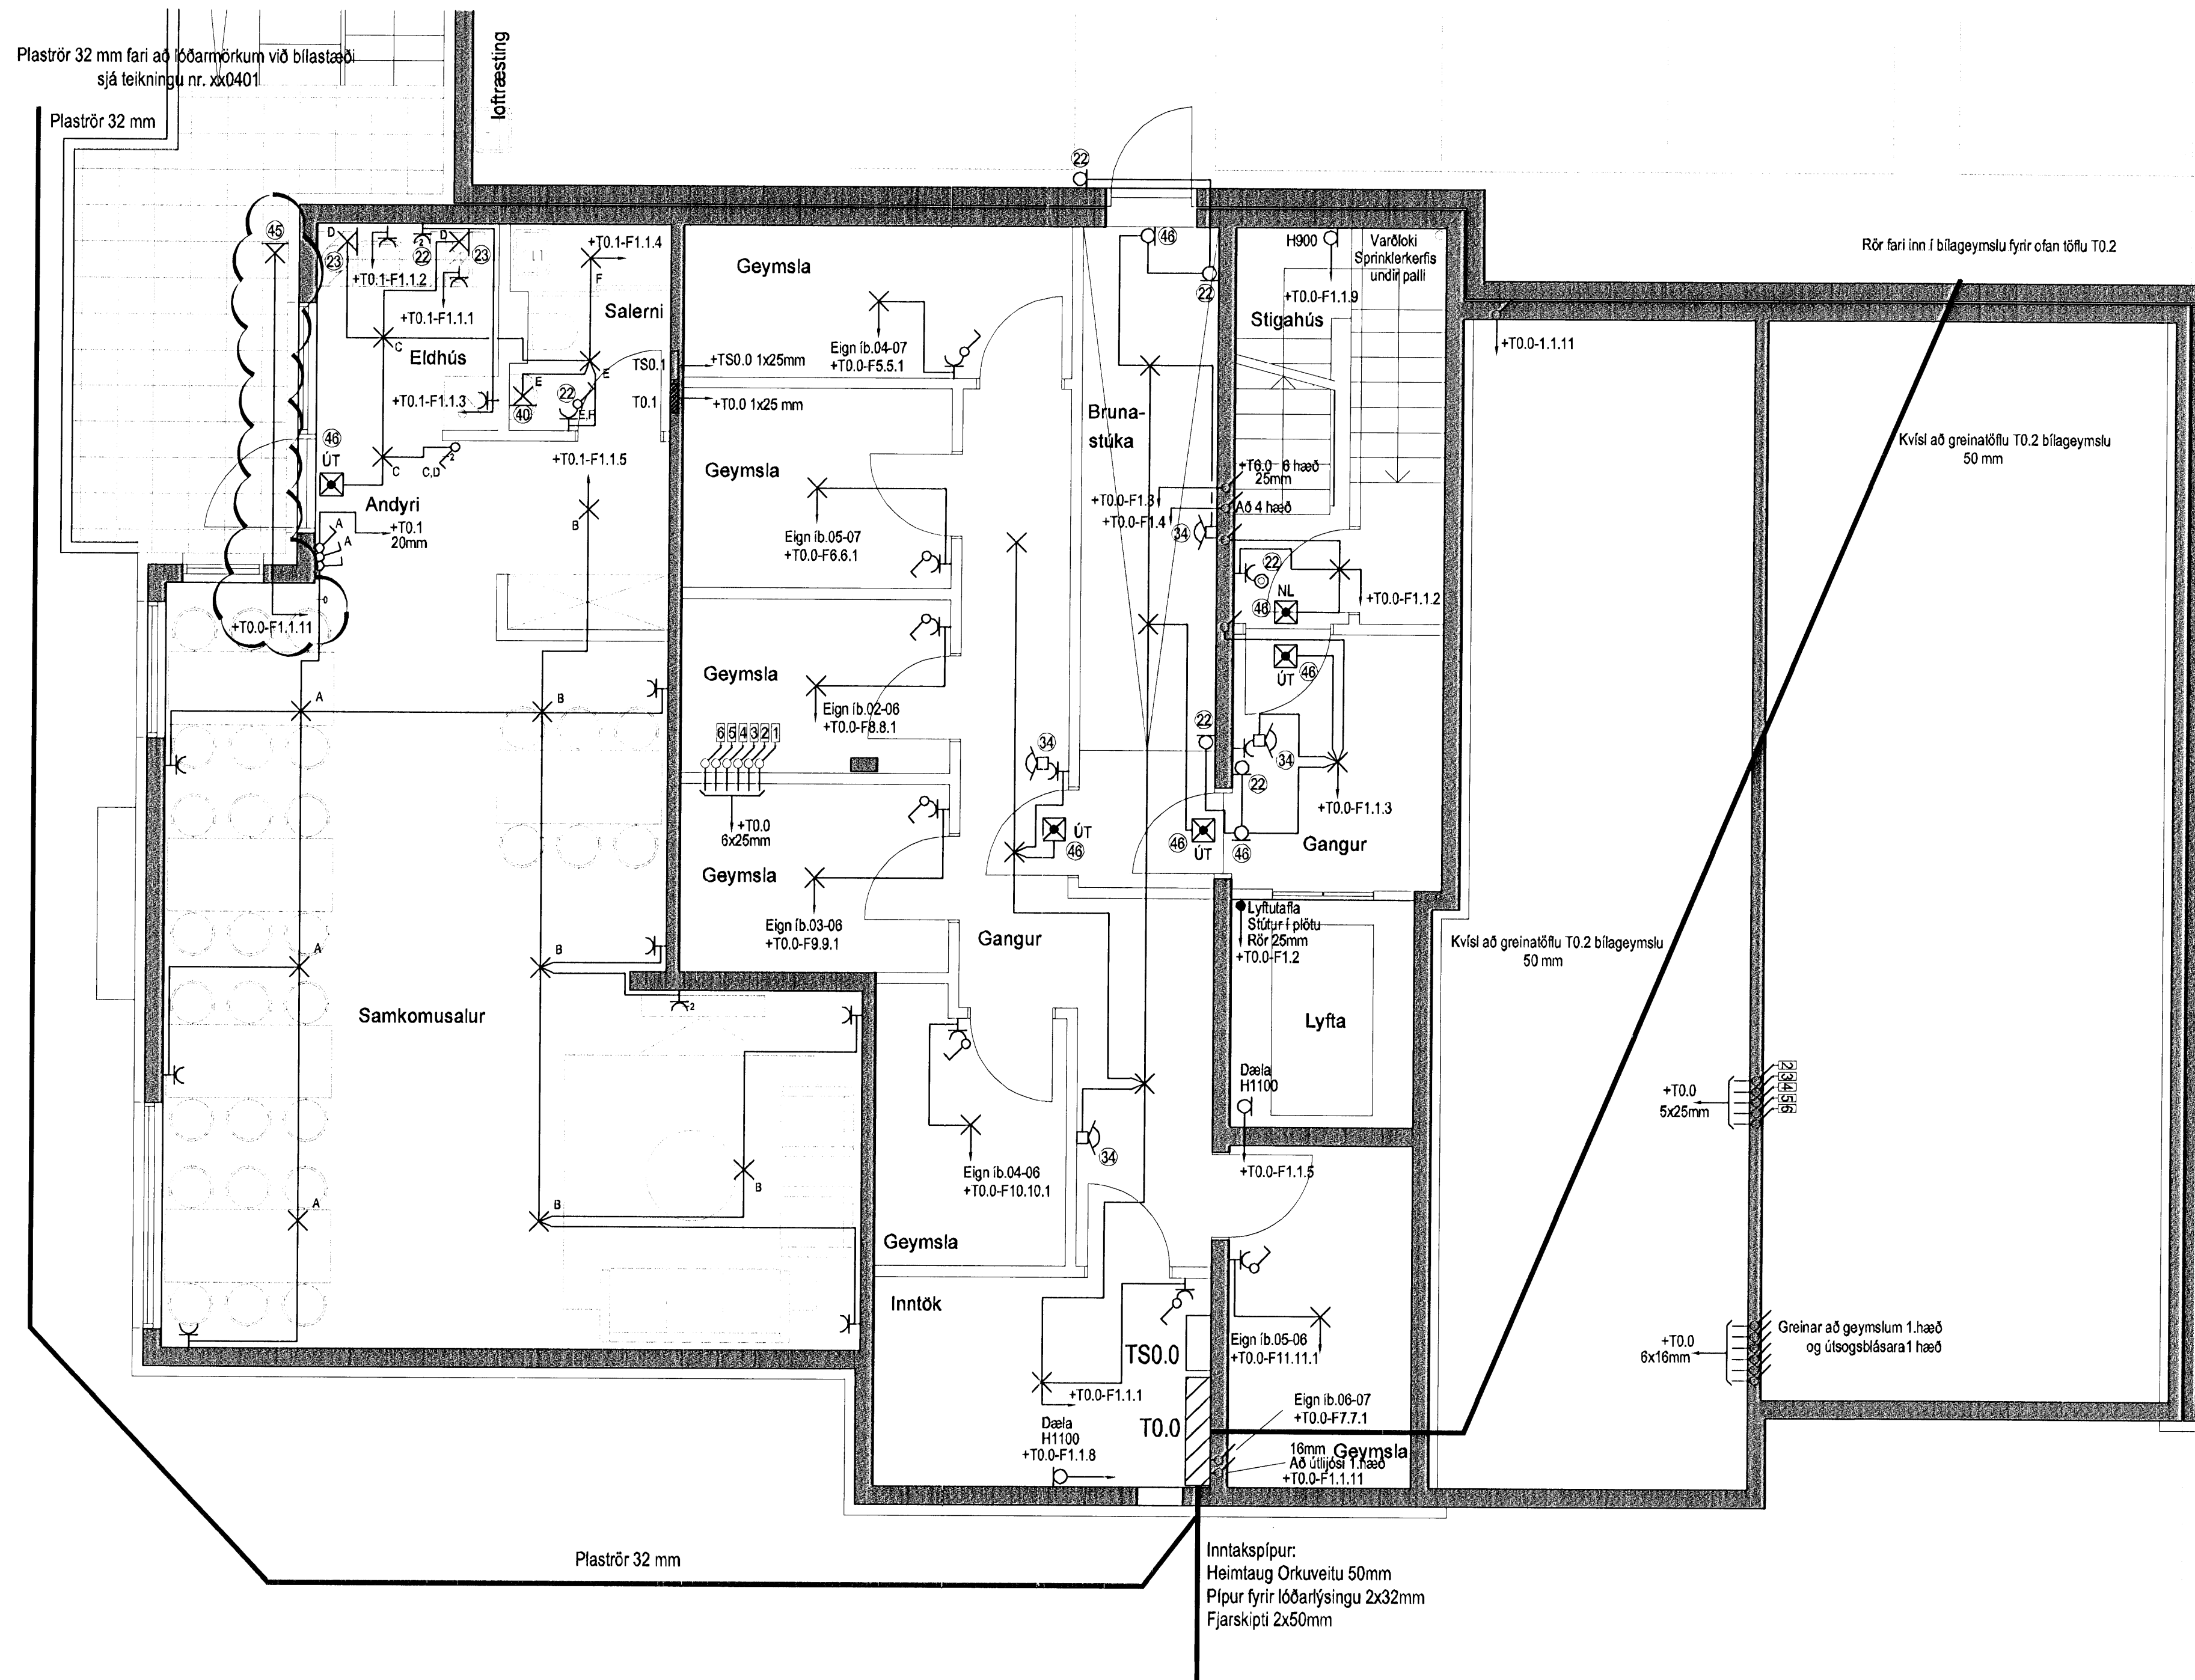 Plaströr 32 mm fari að lóðarmörkum við bílastæði
sjá teikningu nr. xx0401
Plaströr 32 mm
loftræsting
22
45
D
2
D
23
22
23
+T0.1-F1.1.2
+T0.1-F1.1.1
C
Eldhús
+T0.1-F1.1.3
+T0.1-F1.1.4
F
Salerni
E
E
40
22
E,F
TS0.1
T0.1
+TS0.0 1x25mm
+T0.0 1x25 mm
46
ÚT
C
C,D
2
Andyri
A
A
+T0.1
20mm
+T0.1-F1.1.5
B
+T0.0-F1.1.11
Geymsla
Eign íb.04-07
+T0.0-F5.5.1
Geymsla
Eign íb.05-07
+T0.0-F6.6.1
Geymsla
Eign íb.02-06
+T0.0-F8.8.1
6 5 4 3 2 1
+T0.0
6x25mm
Geymsla
Eign íb.03-06
+T0.0-F9.9.1
46
22
Bruna-
stúka
H900
Varðloki
Sprinklerkerfis
undir palli
+T0.0-F1.1.9
Stigahús
+T0.0-1.1.11
Rör fari inn í bílageymslu fyrir ofan töflu T0.2
Kvísl að greinatöflu T0.2 bílageymslu
50 mm
+T6.0- 6 hæð
25mm
+T0.0-F1.3
Að 4 hæð
+T0.0-F1.4
34
22
46
NL
+T0.0-F1.1.2
ÚT
46
22
34
22
34
+T0.0-F1.1.3
ÚT
46
46
ÚT
46
Gangur
Gangur
Lyftutafla
Stútur í plötu
Rör 25mm
+T0.0-F1.2
Lyfta
Kvísl að greinatöflu T0.2 bílageymslu
50 mm
A
B
A
B
A
B
B
2
Samkomusalur
Dæla
H1100
+T0.0-F1.1.5
+T0.0
5x25mm
2
3
4
5
6
34
Eign íb.04-06
+T0.0-F10.10.1
Geymsla
Inntök
TS0.0
Eign íb.05-06
+T0.0-F11.11.1
+T0.0-F1.1.1
T0.0
Dæla
H1100
+T0.0-F1.1.8
Eign íb.06-07
+T0.0-F7.7.1
16mm
Geymsla
Að útiljósi 1.hæð
+T0.0-F1.1.11
+T0.0
6x16mm
Greinar að geymslum 1.hæð
og útsogsblásara1 hæð
Plaströr 32 mm
Inntakspípur:
Heimtaug Orkuveitu 50mm
Pípur fyrir lóðarlýsingu 2x32mm
Fjarskipti 2x50mm